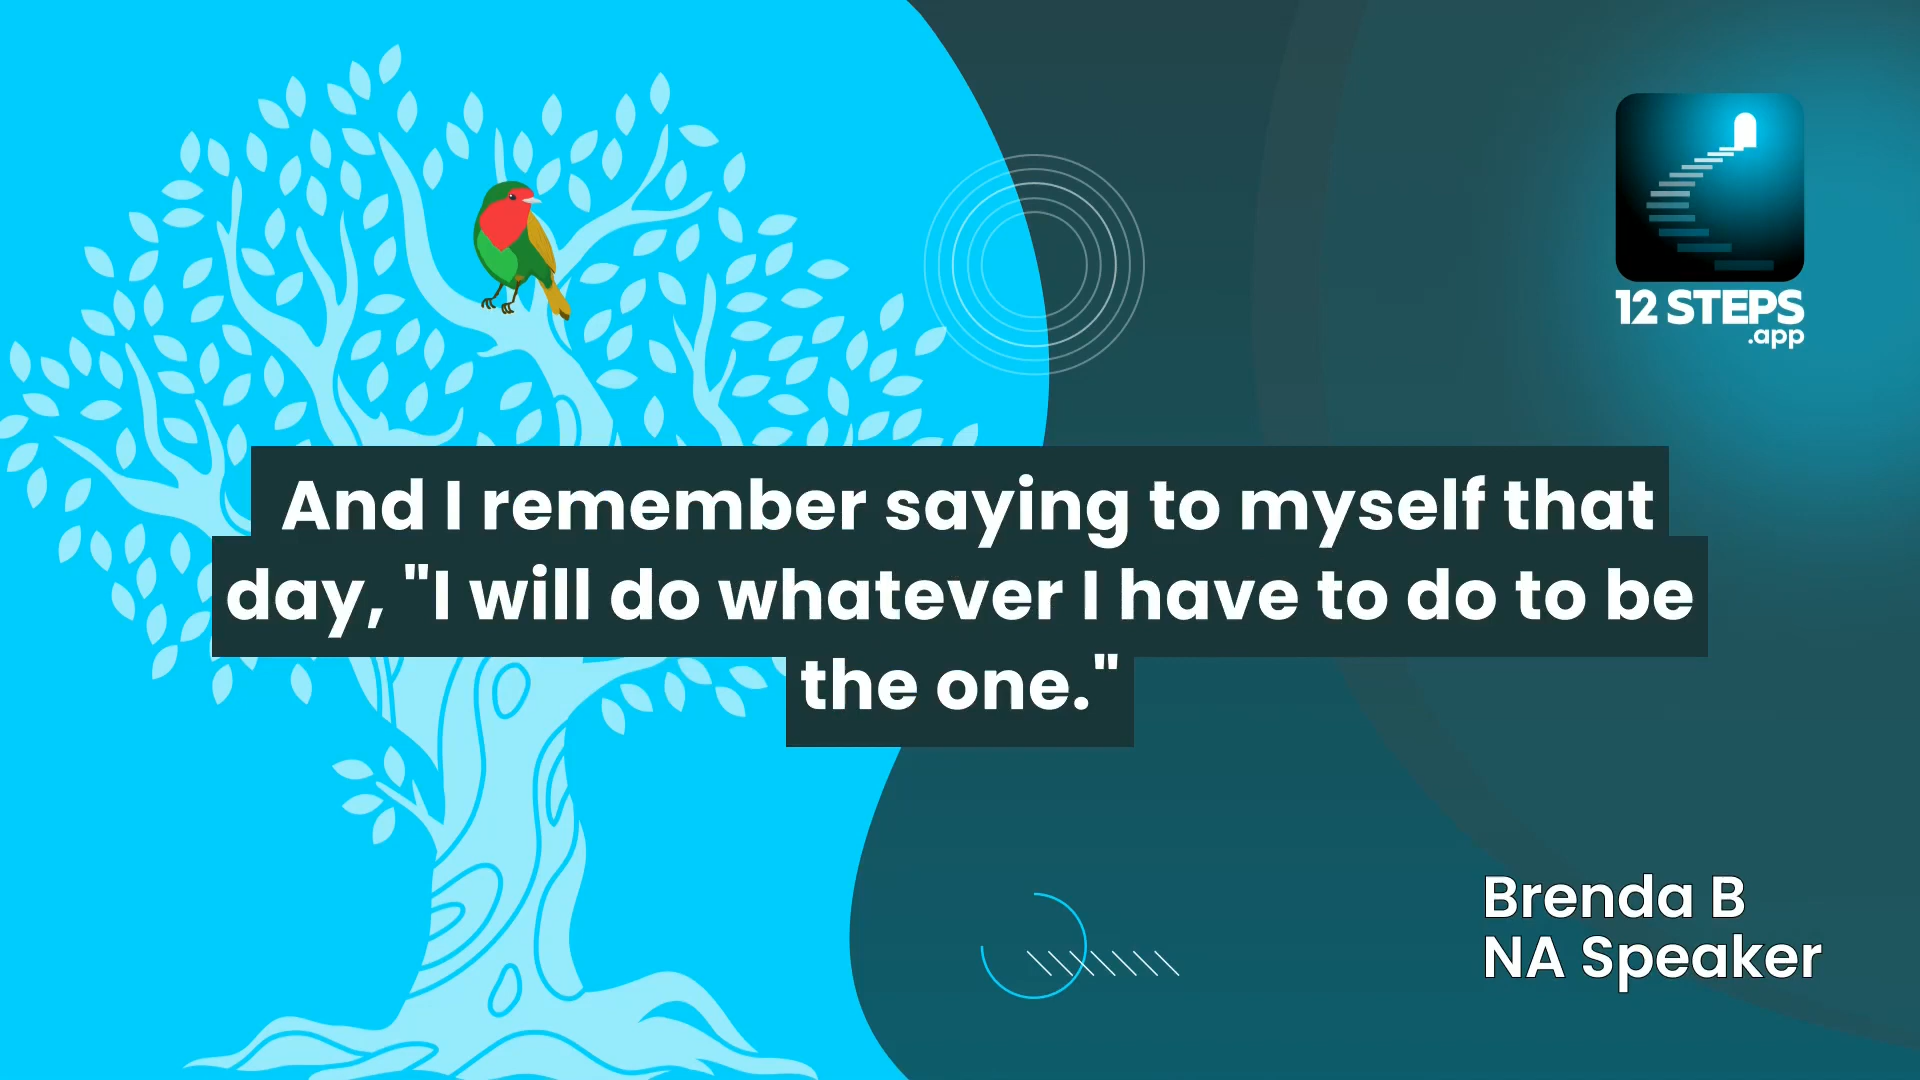 12 STEPS
.app
And I remember saying to myself that
day, "I will do whatever I have to do to be
the one."
Brenda B
NA Speaker